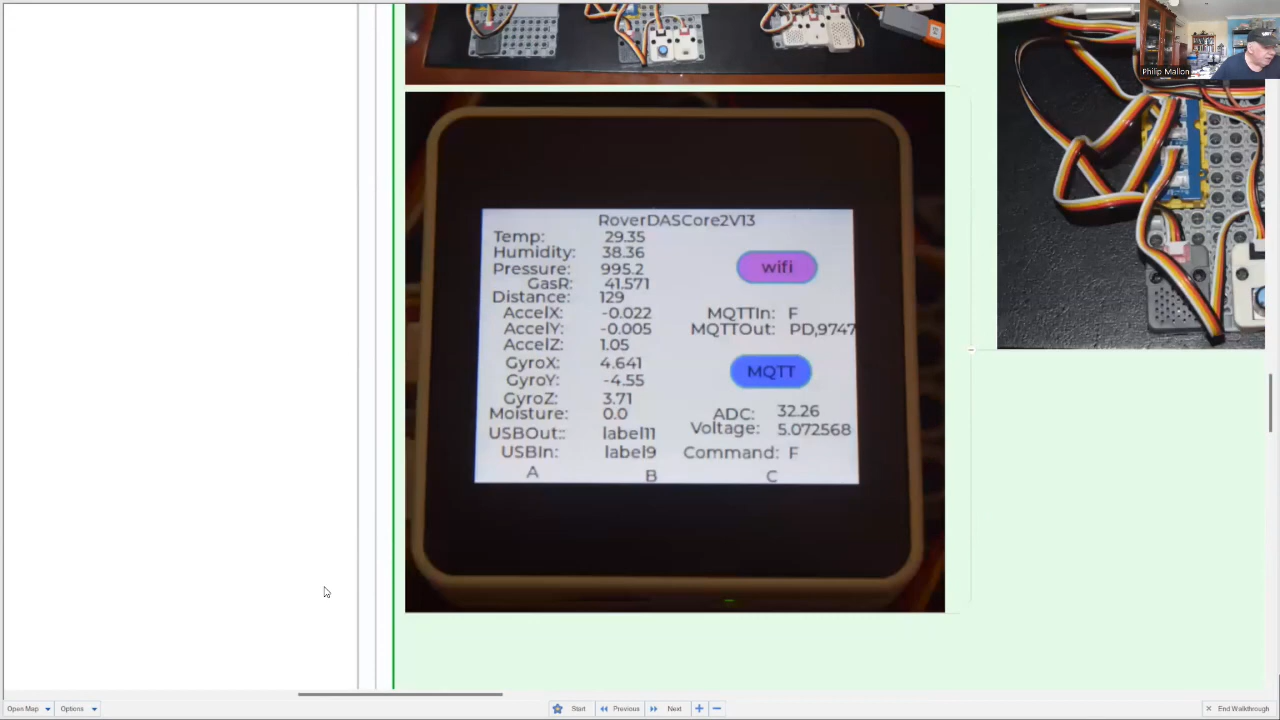 Philip Mallon
RoverDASCore2V13
Temp: 29.35
Humidity: 38.36
Pressure: 995.2
GasR: 41.571
Distance: 129
AccelX: -0.022
AccelY: -0.005
AccelZ: 1.05
GyroX: 4.641
GyroY: -4.55
GyroZ: 3.71
Moisture: 0.0
USBOut:: label11
USBIn: label9
A B C
wifi
MQTTIn: F
MQTTOut: PD,9747
MQTT
ADC: 32.26
Voltage: 5.072568
Command: F
Open Map Options Start Previous Next End Walkthrough